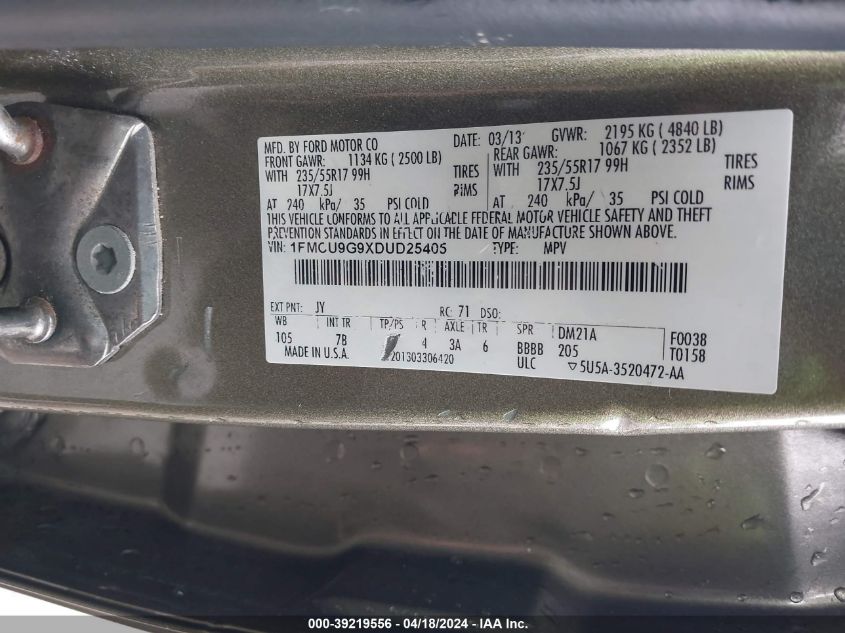 MFD. BY FORD MOTOR CO DATE: 03/13 GVWR: 2195 KG ( 4840 LB)
FRONT GAWR: 1134 KG ( 2500 LB) REAR GAWR: 1067 KG ( 2352 LB)
WITH 235/55R17 99H TIRES WITH 235/55R17 99H TIRES
17X7.5J RIMS 17X7.5J RIMS
AT 240 kPa/ 35 PSI COLD AT 240 kPa/ 35 PSI COLD
THIS VEHICLE CONFORMS TO ALL APPLICABLE FEDERAL MOTOR VEHICLE SAFETY AND THEFT
PREVENTION STANDARDS IN EFFECT ON THE DATE OF MANUFACTURE SHOWN ABOVE.
VIN: 1FMCU9G9XDUD25405 TYPE: MPV
EXT PNT: JY RC: 71 DSO:
WB INT TR TP/PS R AXLE TR SPR DM21A F0038
105 7B 4 3A 6 BBBB 205 T0158
MADE IN U.S.A. 201303306420 ULC ▽5U5A-3520472-AA
000-39219556 - 04/18/2024 - IAAI.COM